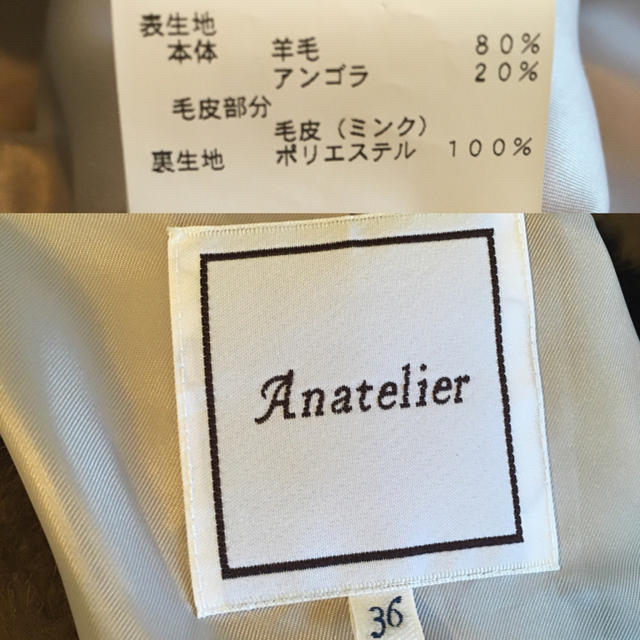 表生地
本体 羊毛 80%
アンゴラ 20%
毛皮部分
毛皮（ミンク）
裏生地 ポリエステル 100%
Anatelier
36